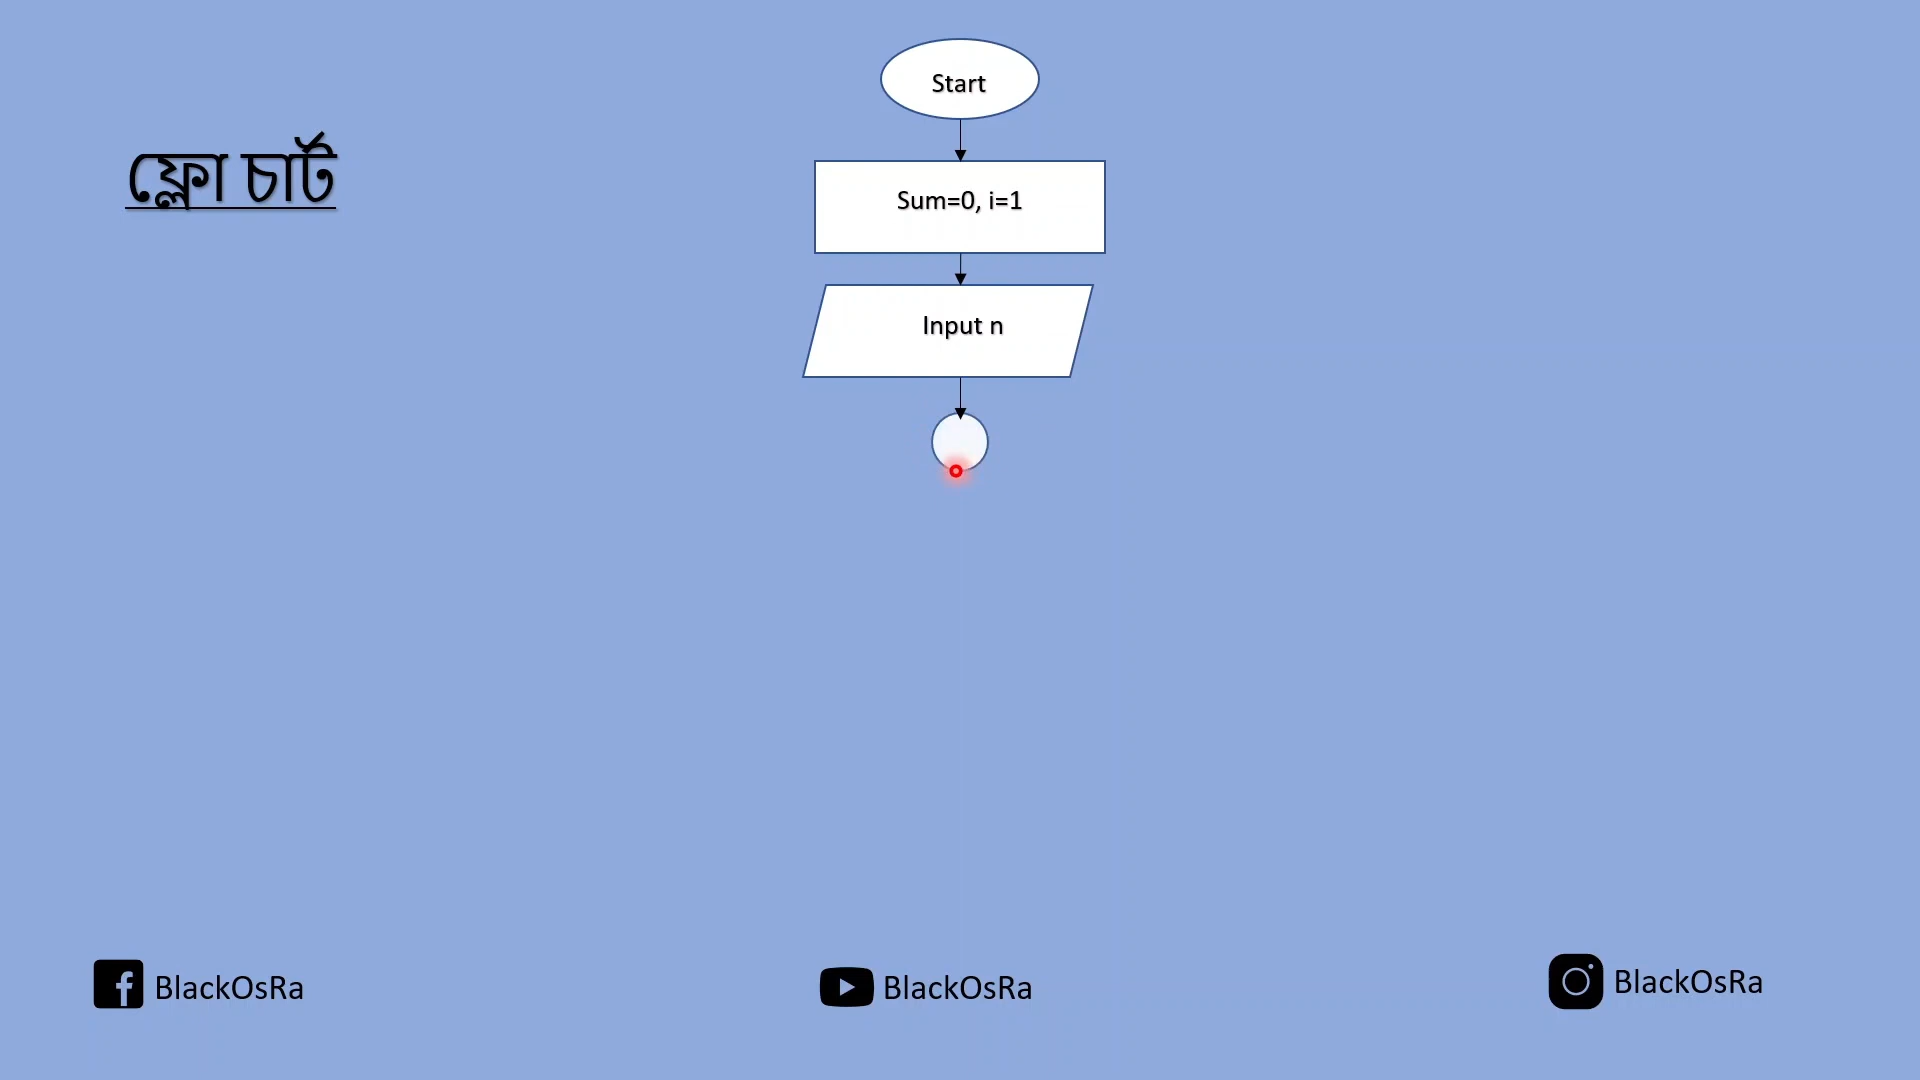 Start
ফ্লো চার্ট
Sum=0, i=1
Input n
BlackOsRa
BlackOsRa
BlackOsRa